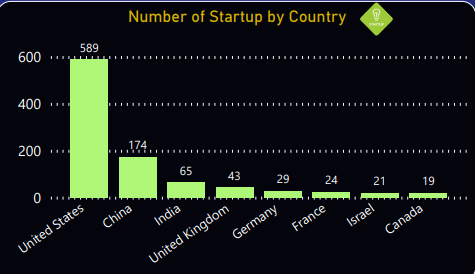 Number of Startup by Country
STARTUP
600
400
200
0
589
174
65
43
29
24
21
19
United States
China
India
United Kingdom
Germany
France
Israel
Canada